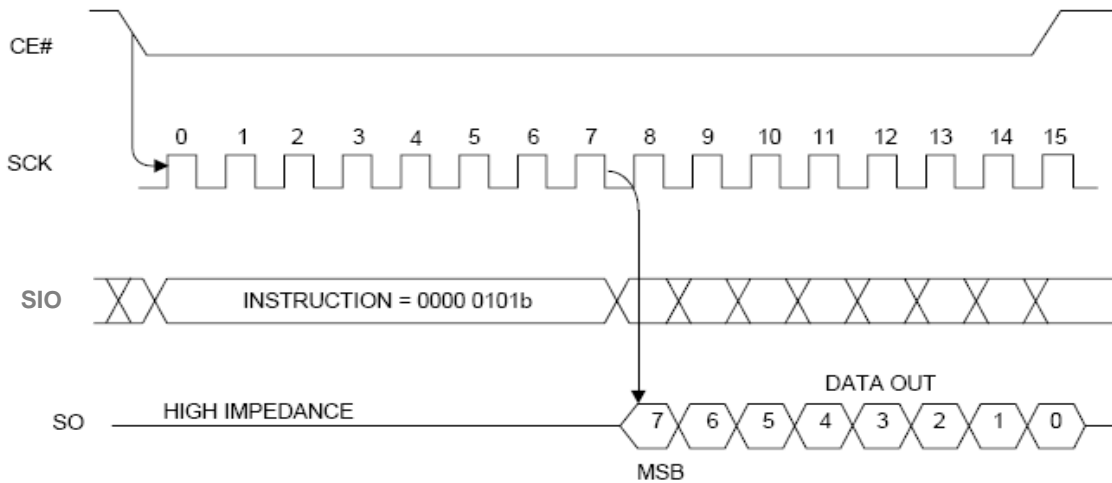 CE#
0 1 2 3 4 5 6 7 8 9 10 11 12 13 14 15
SCK
SIO
INSTRUCTION = 0000 0101b
DATA OUT
HIGH IMPEDANCE
SO
7 6 5 4 3 2 1 0
MSB